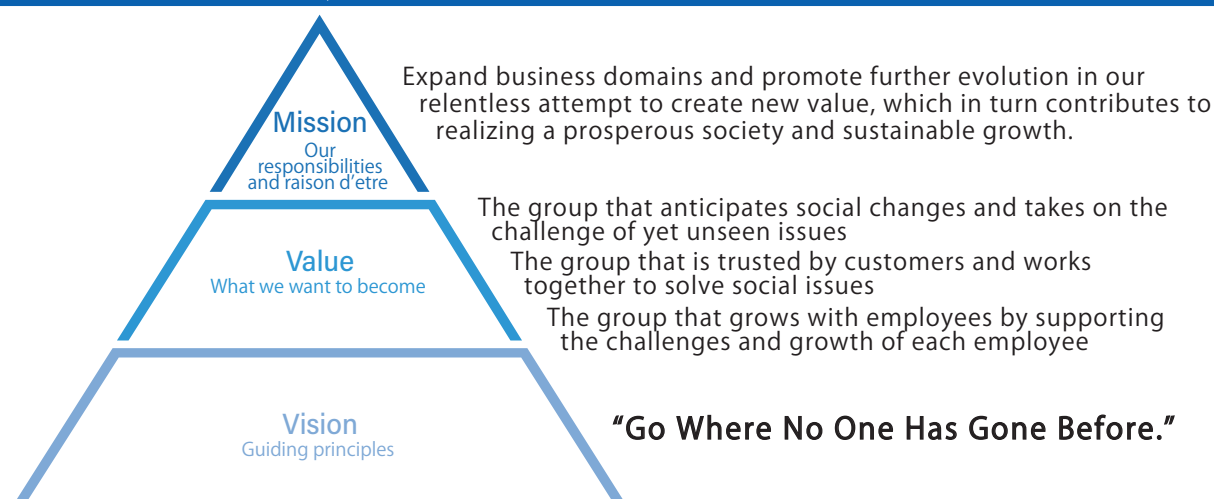 Mission
Our
responsibilities
and raison d’etre
Expand business domains and promote further evolution in our
relentless attempt to create new value, which in turn contributes to
realizing a prosperous society and sustainable growth.
Value
What we want to become
The group that anticipates social changes and takes on the
challenge of yet unseen issues
The group that is trusted by customers and works
together to solve social issues
The group that grows with employees by supporting
the challenges and growth of each employee
Vision
Guiding principles
“Go Where No One Has Gone Before.”